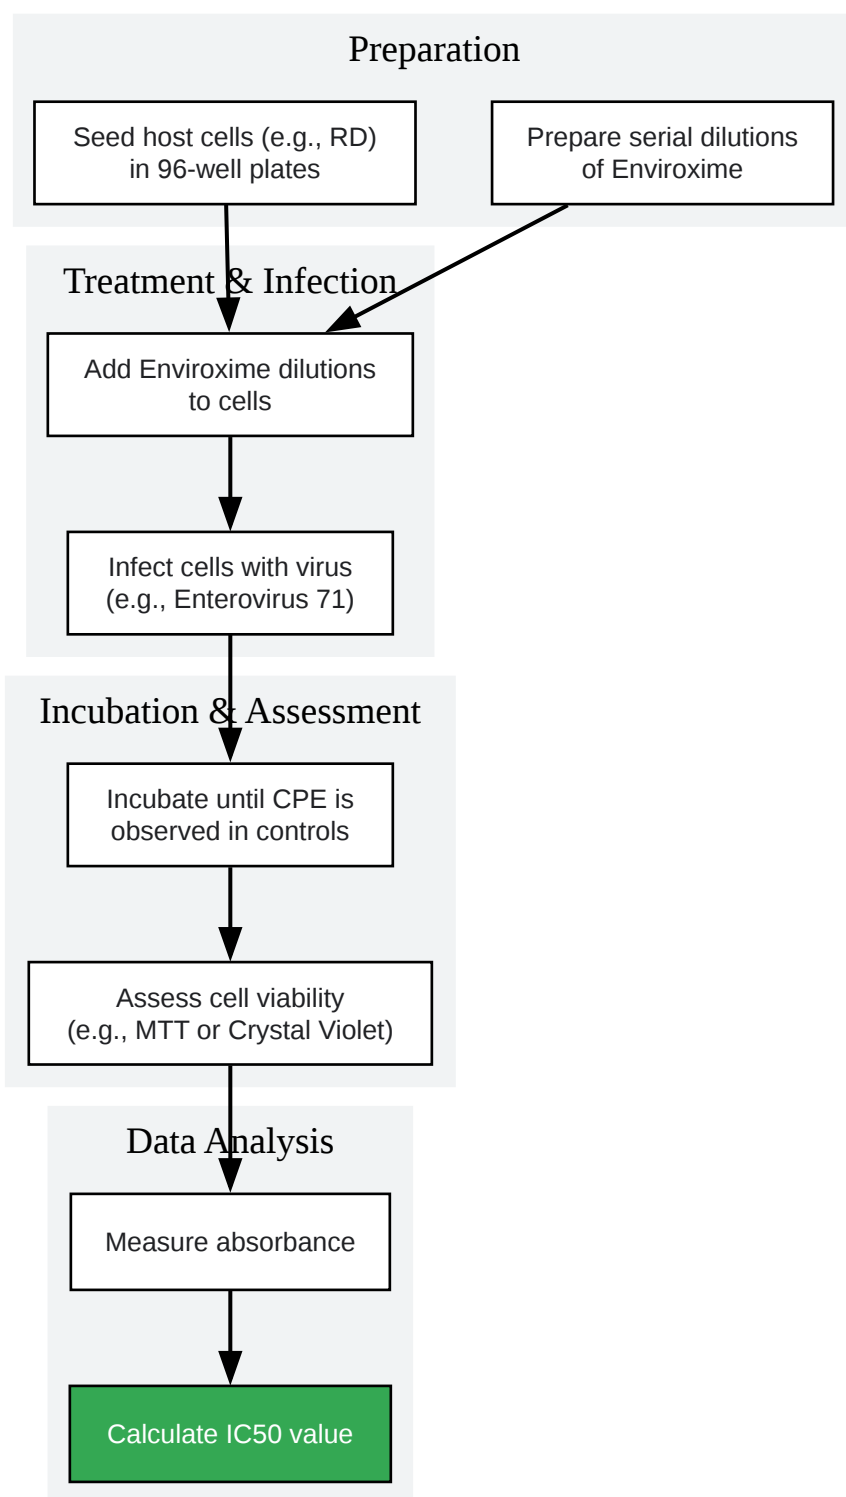 Preparation
Seed host cells (e.g., RD)
in 96-well plates
Prepare serial dilutions
of Enviroxime
Treatment & Infection
Add Enviroxime dilutions
to cells
Infect cells with virus
(e.g., Enterovirus 71)
Incubation & Assessment
Incubate until CPE is
observed in controls
Assess cell viability
(e.g., MTT or Crystal Violet)
Data Analysis
Measure absorbance
Calculate IC50 value